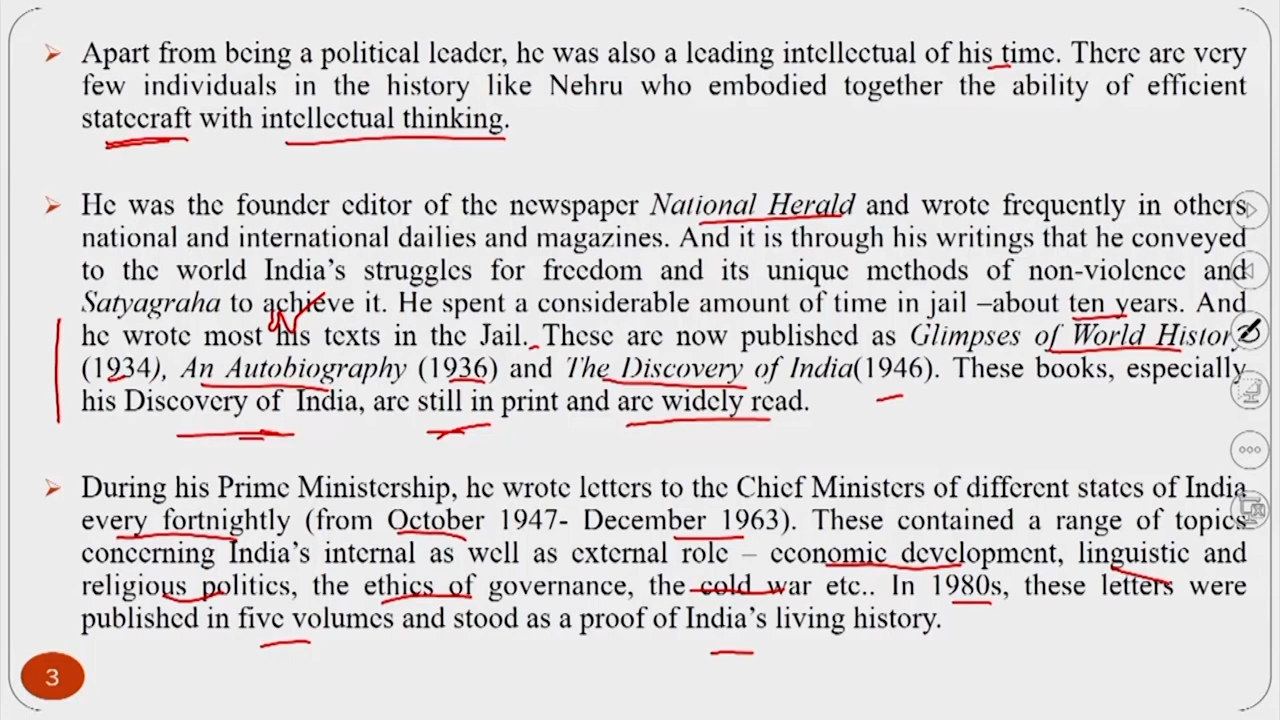 Apart from being a political leader, he was also a leading intellectual of his time. There are very
few individuals in the history like Nehru who embodied together the ability of efficient
statecraft with intellectual thinking.
He was the founder editor of the newspaper National Herald and wrote frequently in others
national and international dailies and magazines. And it is through his writings that he conveyed
to the world India's struggles for freedom and its unique methods of non-violence and
Satyagraha to achieve it. He spent a considerable amount of time in jail –about ten years. And
he wrote most his texts in the Jail. These are now published as Glimpses of World History
(1934), An Autobiography (1936) and The Discovery of India(1946). These books, especially
his Discovery of India, are still in print and are widely read.
During his Prime Ministership, he wrote letters to the Chief Ministers of different states of India
every fortnightly (from October 1947- December 1963). These contained a range of topics
concerning India's internal as well as external role – economic development, linguistic and
religious politics, the ethics of governance, the cold war etc.. In 1980s, these letters were
published in five volumes and stood as a proof of India's living history.
3